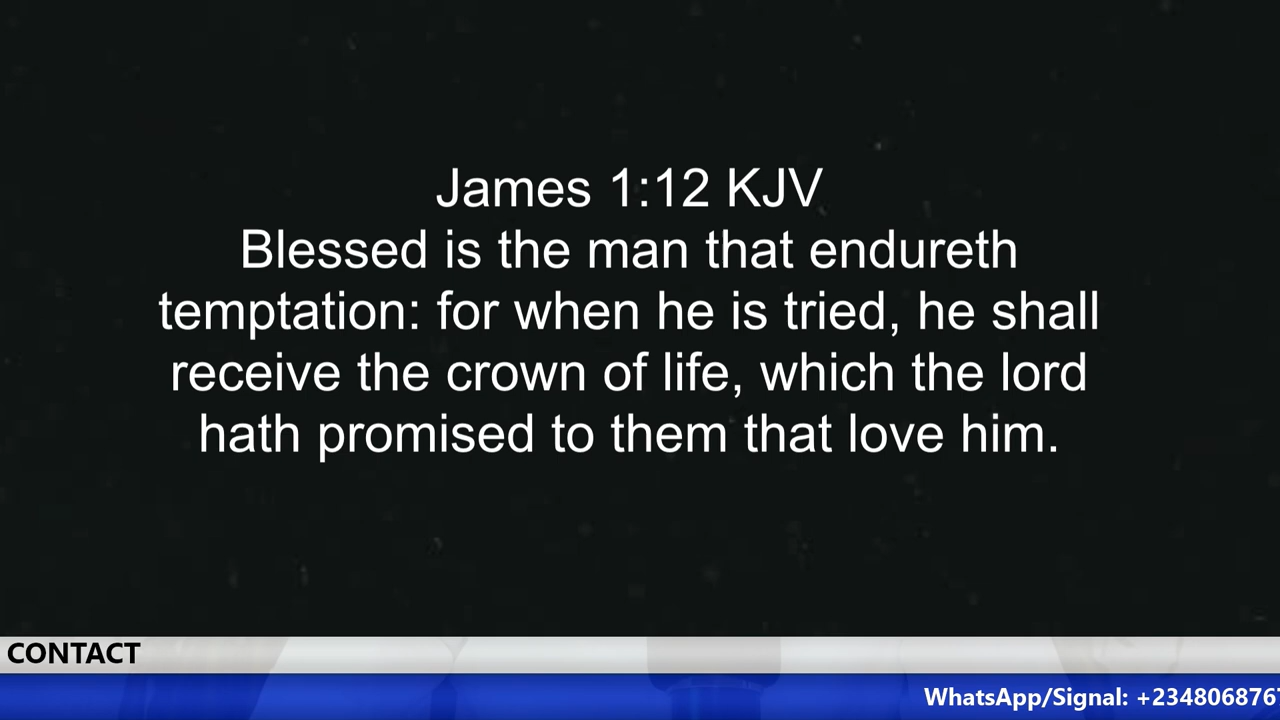 James 1:12 KJV
Blessed is the man that endureth
temptation: for when he is tried, he shall
receive the crown of life, which the lord
hath promised to them that love him.
CONTACT
WhatsApp/Signal: